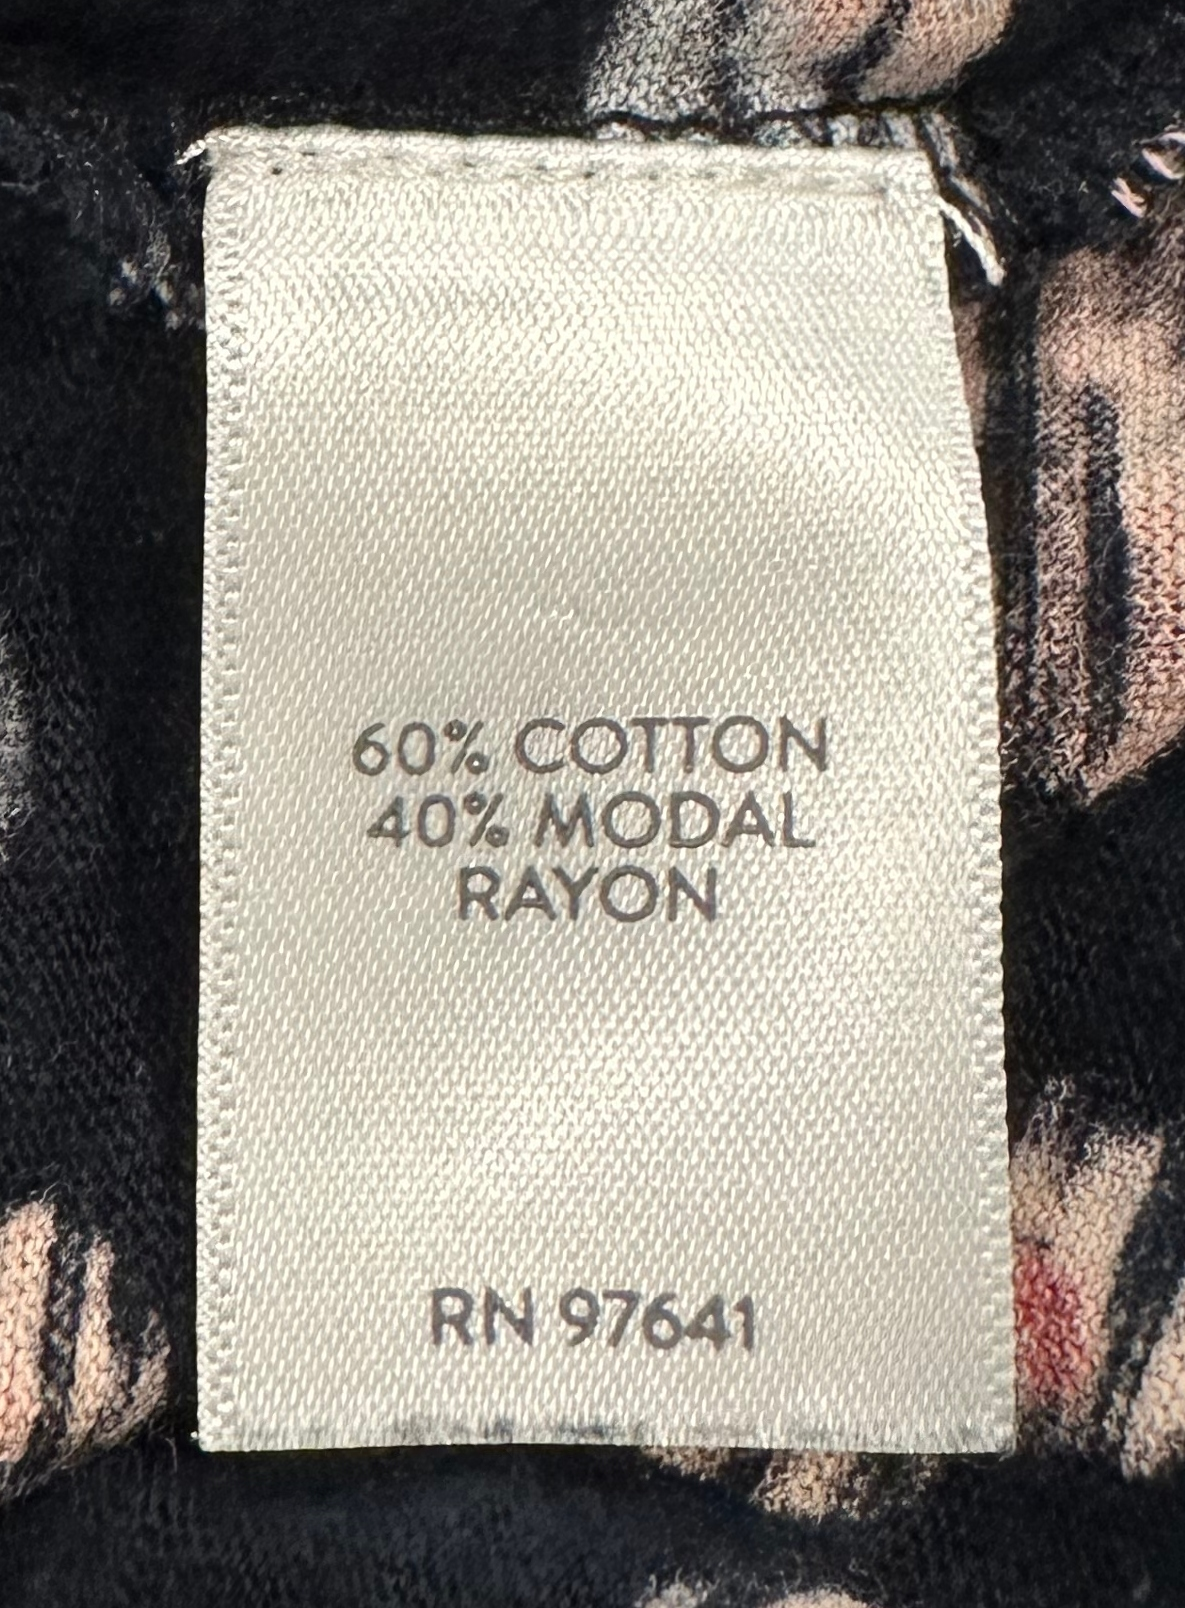 60% COTTON
40% MODAL
RAYON
RN 97641